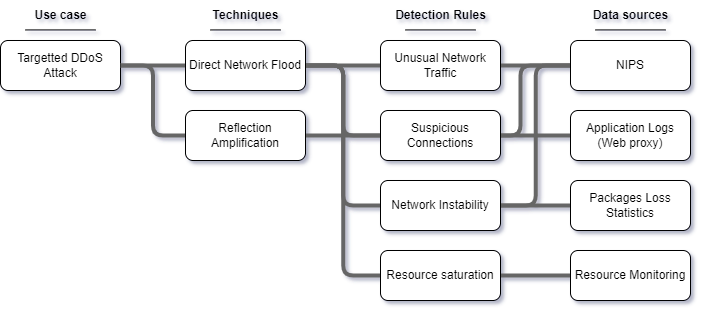 Use case
Techniques
Detection Rules
Data sources
Targetted DDoS
Attack
Direct Network Flood
Unusual Network
Traffic
NIPS
Reflection
Amplification
Suspicious
Connections
Application Logs
(Web proxy)
Network Instability
Packages Loss
Statistics
Resource saturation
Resource Monitoring